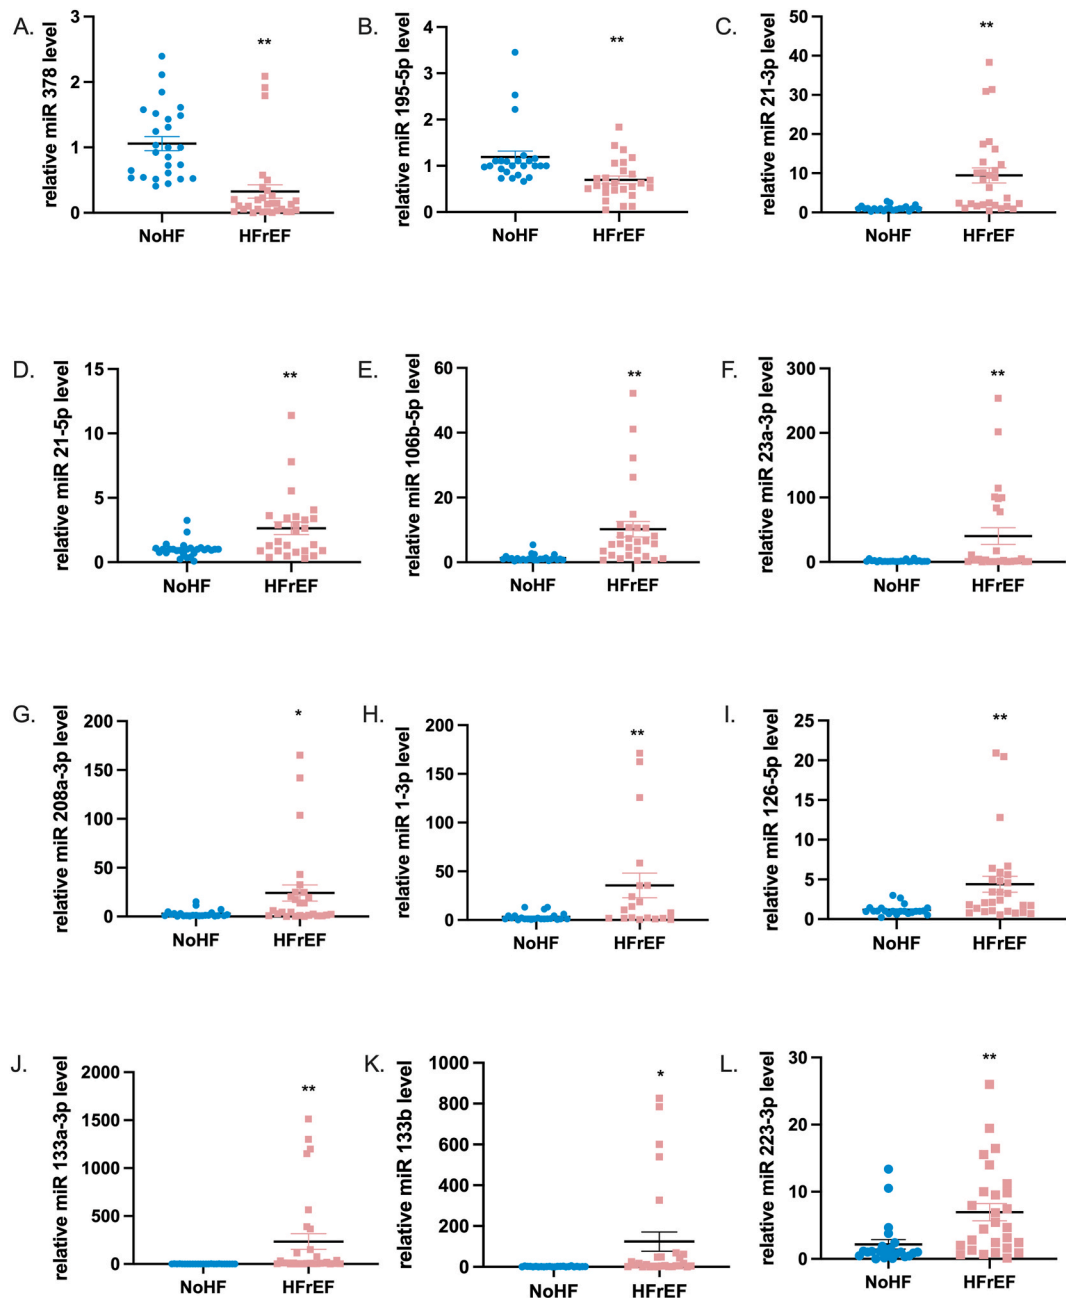 A.
relative miR 378 level
3
2
1
0
**
NoHF
HFrEF
B.
relative miR 195-5p level
4
3
2
1
0
**
NoHF
HFrEF
C.
relative miR 21-3p level
50
40
30
20
10
0
**
NoHF
HFrEF
D.
relative miR 21-5p level
15
10
5
0
**
NoHF
HFrEF
E.
relative miR 106b-5p level
60
40
20
0
**
NoHF
HFrEF
F.
relative miR 23a-3p level
300
200
100
0
**
NoHF
HFrEF
G.
relative miR 208a-3p level
200
150
100
50
0
*
NoHF
HFrEF
H.
relative miR 1-3p level
200
150
100
50
0
**
NoHF
HFrEF
I.
relative miR 126-5p level
25
20
15
10
5
0
**
NoHF
HFrEF
J.
relative miR 133a-3p level
2000
1500
1000
500
0
**
NoHF
HFrEF
K.
relative miR 133b level
1000
800
600
400
200
0
*
NoHF
HFrEF
L.
relative miR 223-3p level
30
20
10
0
**
NoHF
HFrEF